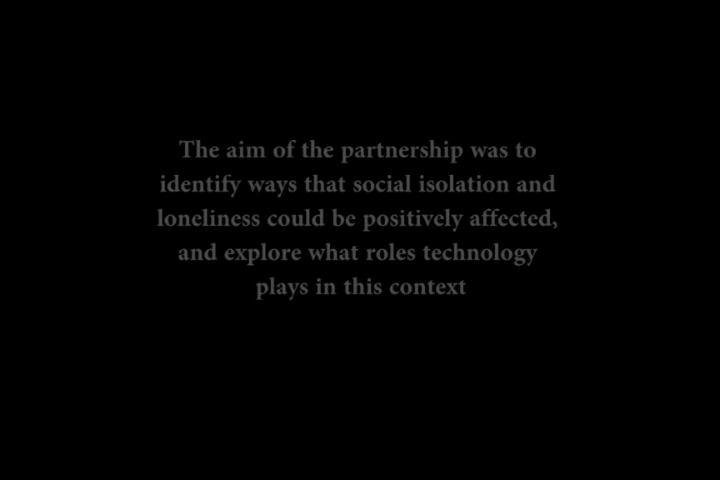 The aim of the partnership was to
identify ways that social isolation and
loneliness could be positively affected,
and explore what roles technology
plays in this context